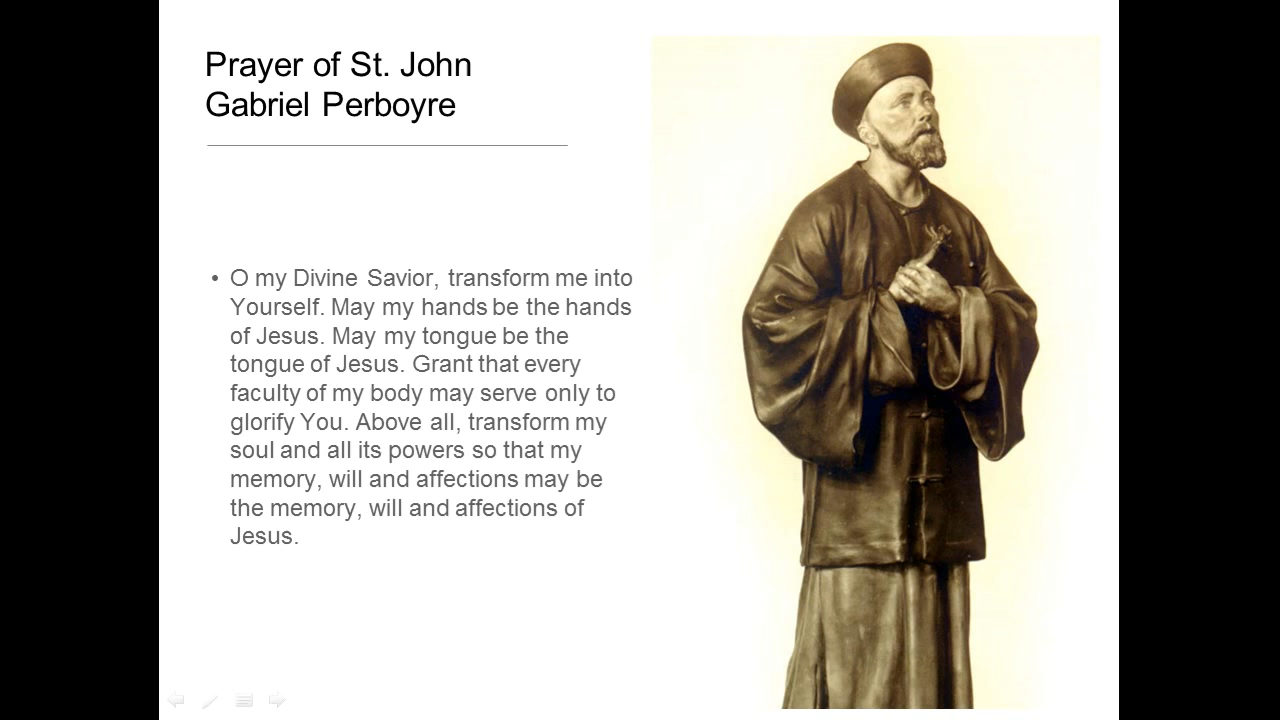 Prayer of St. John
Gabriel Perboyre
• O my Divine Savior, transform me into
Yourself. May my hands be the hands
of Jesus. May my tongue be the
tongue of Jesus. Grant that every
faculty of my body may serve only to
glorify You. Above all, transform my
soul and all its powers so that my
memory, will and affections may be
the memory, will and affections of
Jesus.